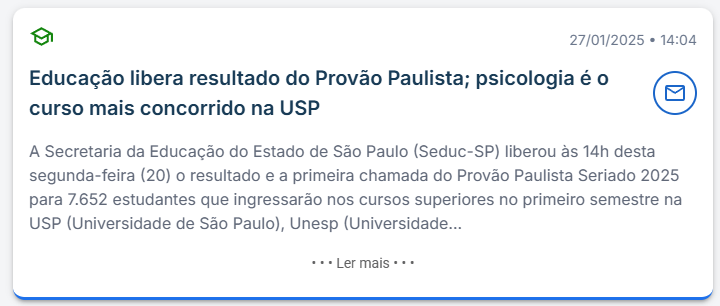 27/01/2025 • 14:04
Educação libera resultado do Provão Paulista; psicologia é o
curso mais concorrido na USP
A Secretaria da Educação do Estado de São Paulo (Seduc-SP) liberou às 14h desta
segunda-feira (20) o resultado e a primeira chamada do Provão Paulista Seriado 2025
para 7.652 estudantes que ingressarão nos cursos superiores no primeiro semestre na
USP (Universidade de São Paulo), Unesp (Universidade...
• • • Ler mais • • •